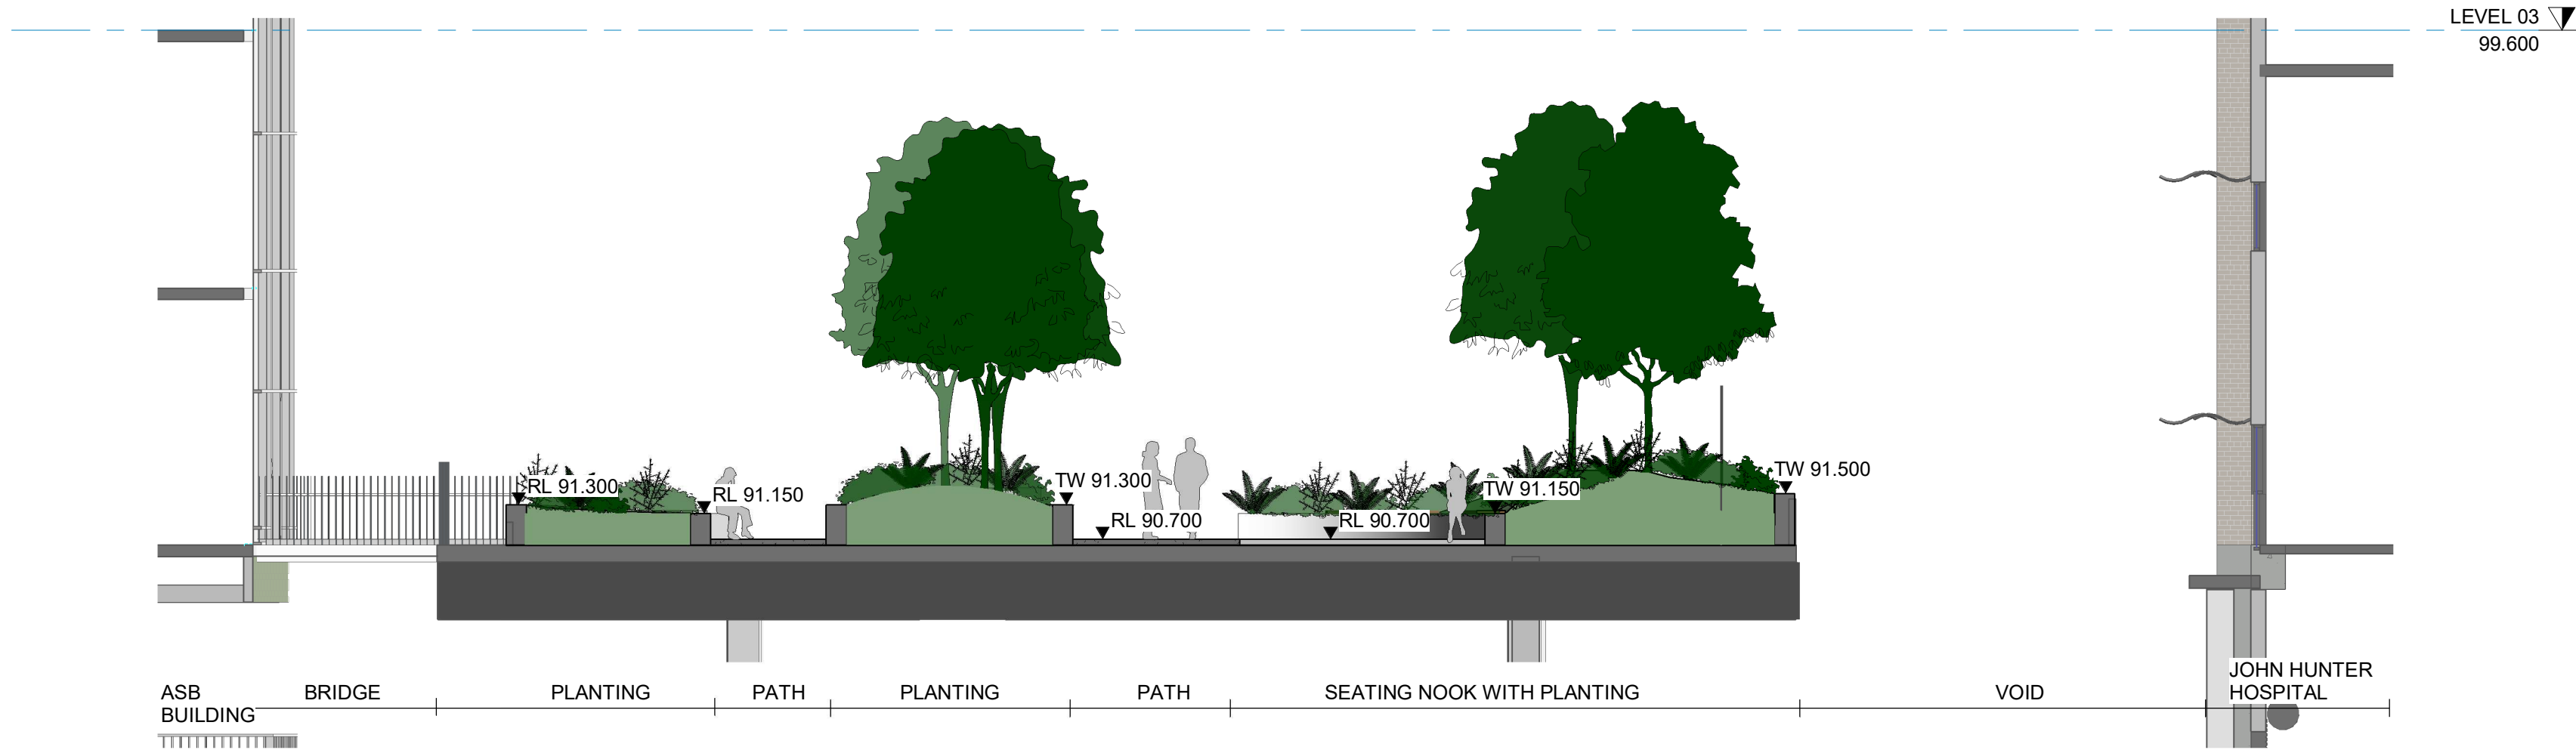 LEVEL 03
99.600
TW 91.500
RL 91.300
RL 91.150
TW 91.300
TW 91.150
RL 90.700
RL 90.700
JOHN HUNTER
HOSPITAL
ASB
BUILDING
BRIDGE
PLANTING
PATH
PLANTING
PATH
SEATING NOOK WITH PLANTING
VOID